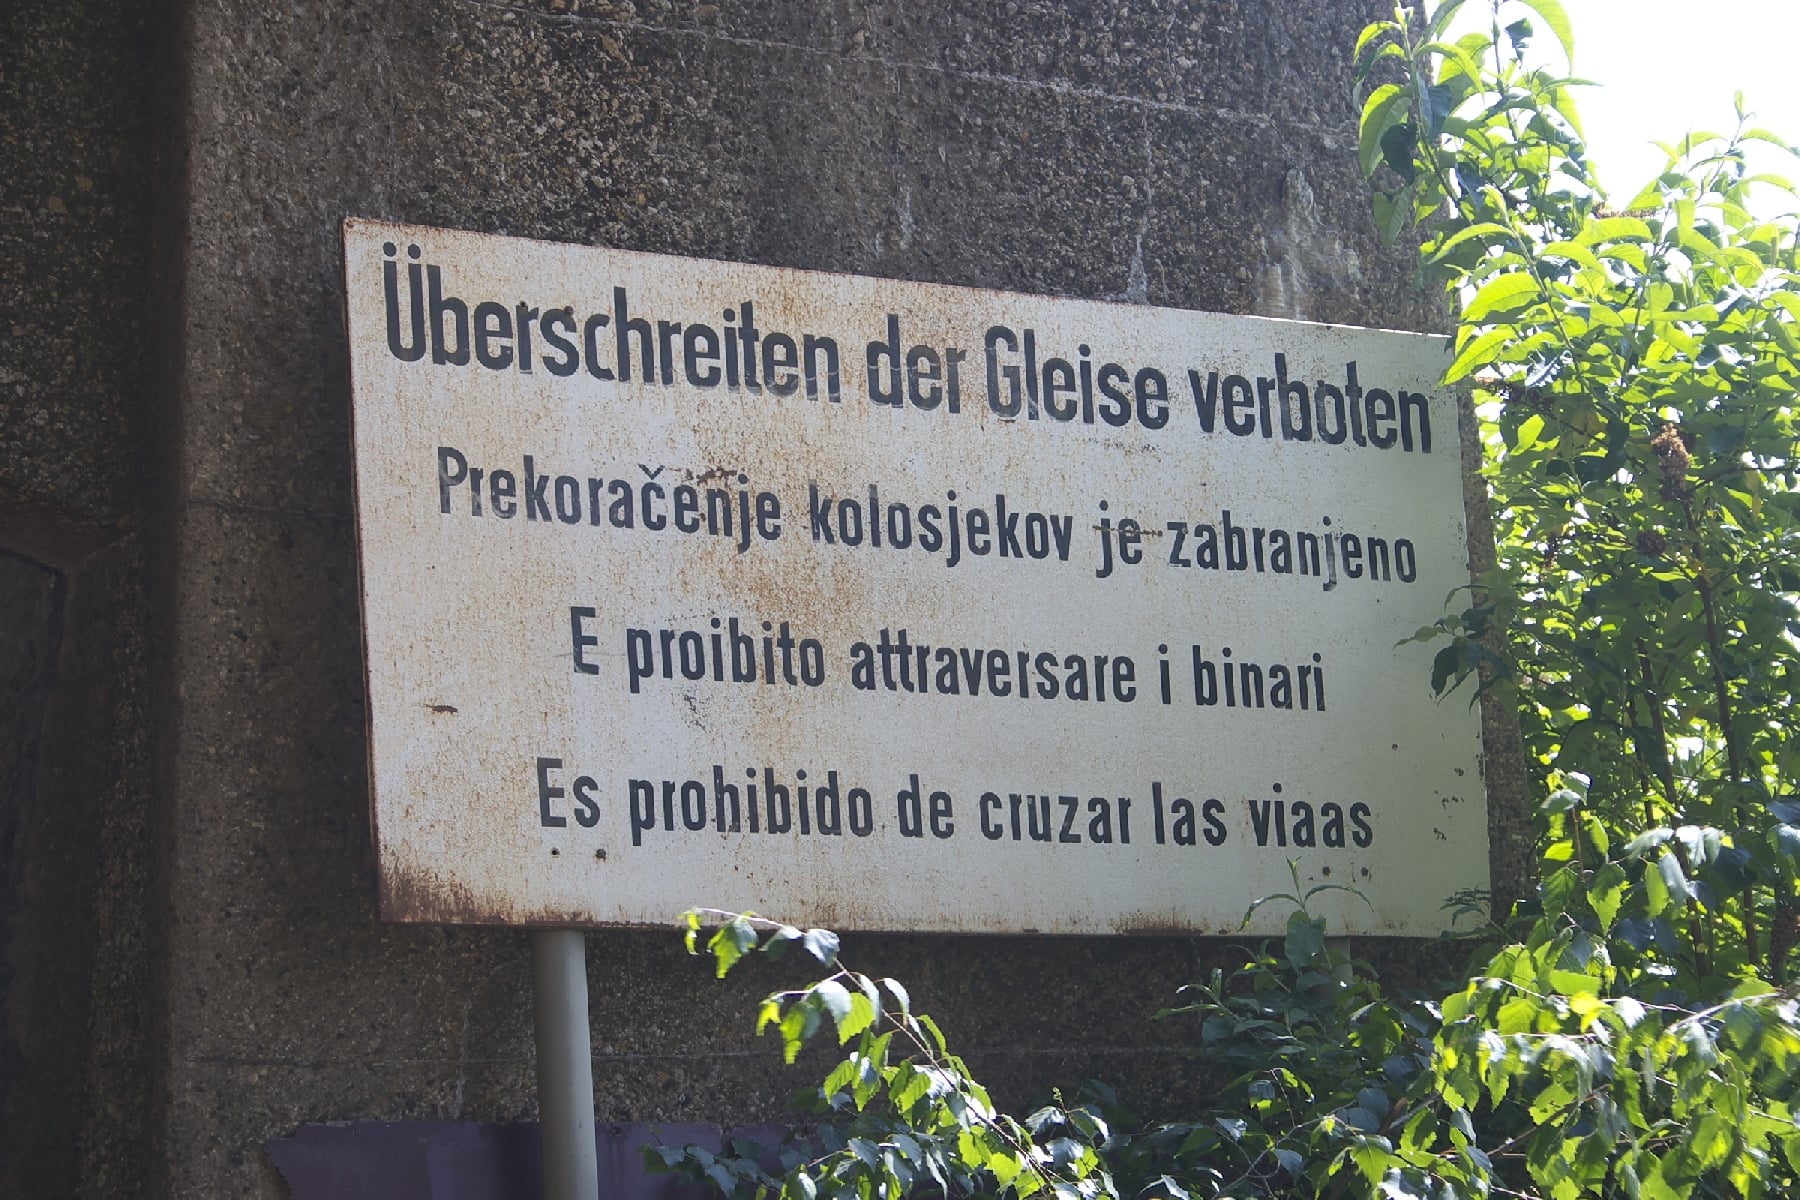 Überschreiten der Gleise verboten
Prekoračenje kolosjekov je zabranjeno
E proibito attraversare i binari
Es prohibido de cruzar las viaas